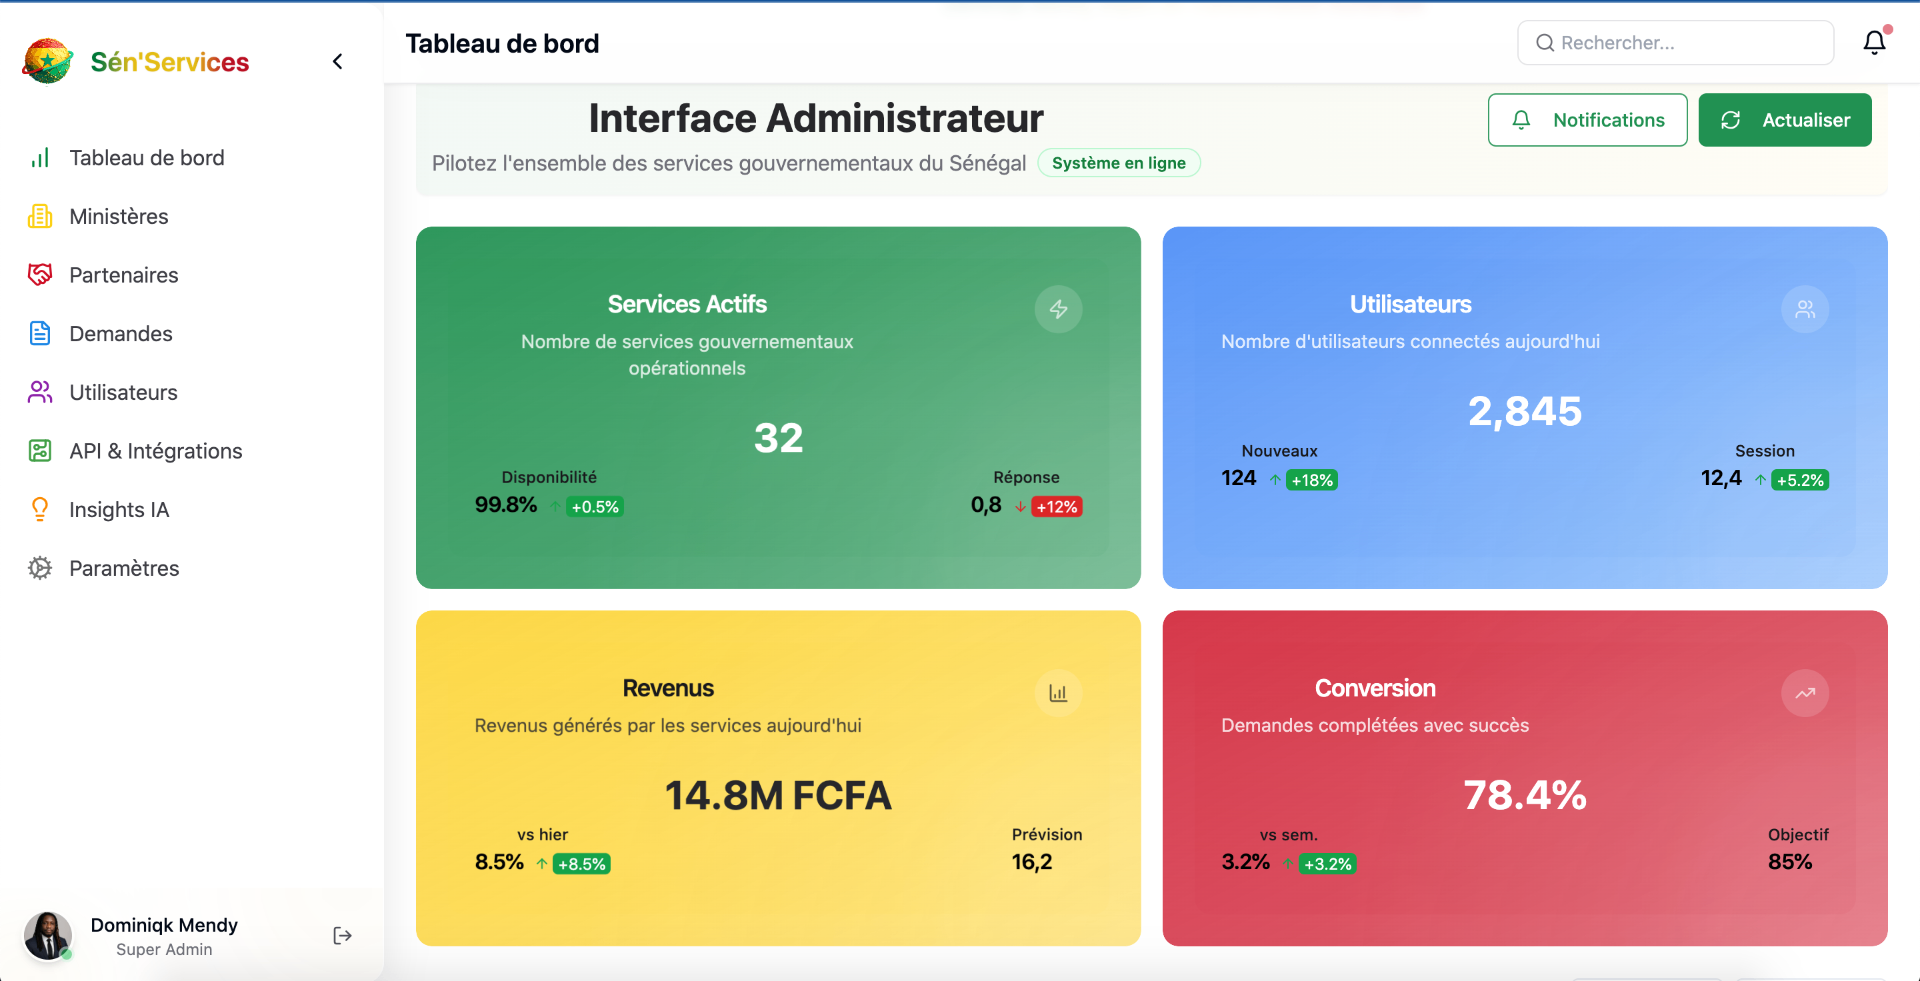 Sén'Services
Tableau de bord
Ministères
Partenaires
Demandes
Utilisateurs
API & Intégrations
Insights IA
Paramètres
Dominiqk Mendy
Super Admin
Tableau de bord
Rechercher...
Interface Administrateur
Pilotez l'ensemble des services gouvernementaux du Sénégal
Système en ligne
Notifications
Actualiser
Services Actifs
Nombre de services gouvernementaux
opérationnels
32
Disponibilité
99.8% ↑ +0.5%
Réponse
0,8 ↓ +12%
Utilisateurs
Nombre d'utilisateurs connectés aujourd'hui
2,845
Nouveaux
124 ↑ +18%
Session
12,4 ↑ +5.2%
Revenus
Revenus générés par les services aujourd'hui
14.8M FCFA
vs hier
8.5% ↑ +8.5%
Prévision
16,2
Conversion
Demandes complétées avec succès
78.4%
vs sem.
3.2% ↑ +3.2%
Objectif
85%